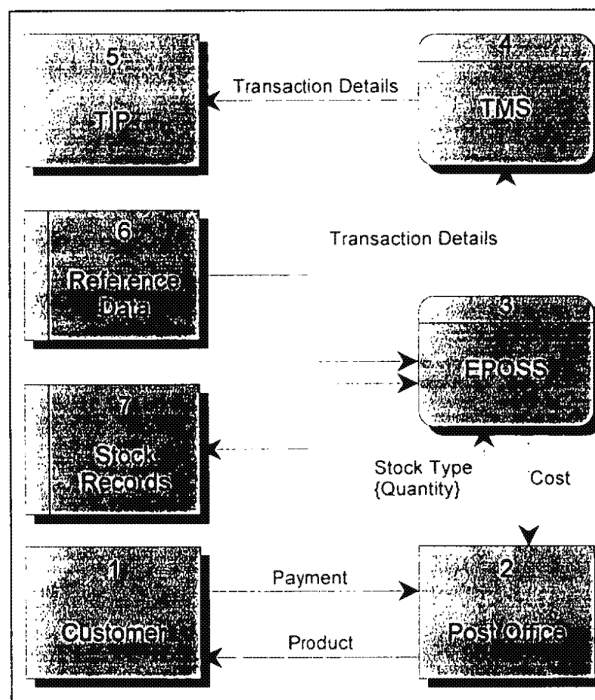 5
TIP
Transaction Details
4
TMS
Transaction Details
6
Reference
Data
3
EPOSS
7
Stock
Records
Stock Type
{Quantity}
Cost
1
Customer
Payment
Product
2
Post Office